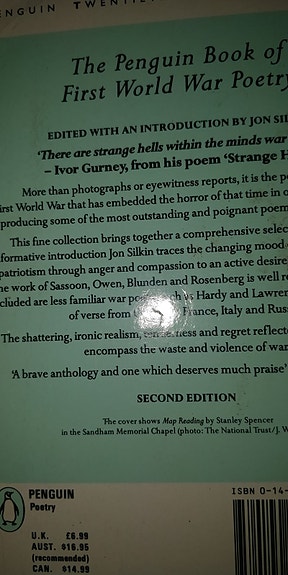 ENGUIN TWENTIE
The Penguin Book of
First World War Poetry
EDITED WITH AN INTRODUCTION BY JON SIL
'There are strange hells within the minds war
– Ivor Gurney, from his poem 'Strange H
More than photographs or eyewitness reports, it is the po
irst World War that has embedded the horror of that time in o
producing some of the most outstanding and poignant poem
This fine collection brings together a comprehensive selec
formative introduction Jon Silkin traces the changing mood
patriotism through anger and compassion to an active desire
he work of Sassoon, Owen, Blunden and Rosenberg is well re
cluded are less familiar war po such as Hardy and Lawren
of verse from France, Italy and Russ
The shattering, ironic realism, tenderness and regret reflecte
encompass the waste and violence of war
'A brave anthology and one which deserves much praise'
SECOND EDITION
The cover shows Map Reading by Stanley Spencer
in the Sandham Memorial Chapel (photo: The National Trust/J. W
PENGUIN
Poetry
ISBN 0-14-
U.K. £6.99
AUST. $16.95
(recommended)
CAN. $14.99